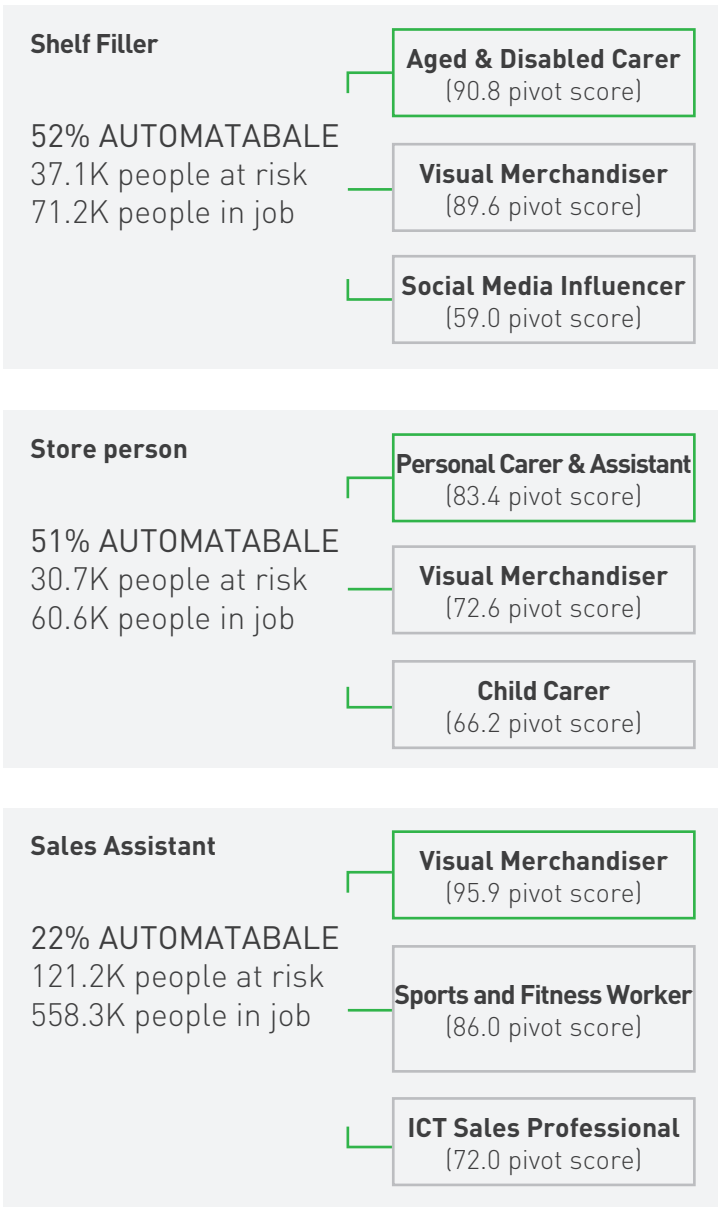 Shelf Filler
52% AUTOMATABALE
37.1K people at risk
71.2K people in job
Aged & Disabled Carer
(90.8 pivot score)
Visual Merchandiser
(89.6 pivot score)
Social Media Influencer
(59.0 pivot score)
Store person
51% AUTOMATABALE
30.7K people at risk
60.6K people in job
Personal Carer & Assistant
(83.4 pivot score)
Visual Merchandiser
(72.6 pivot score)
Child Carer
(66.2 pivot score)
Sales Assistant
22% AUTOMATABALE
121.2K people at risk
558.3K people in job
Visual Merchandiser
(95.9 pivot score)
Sports and Fitness Worker
(86.0 pivot score)
ICT Sales Professional
(72.0 pivot score)